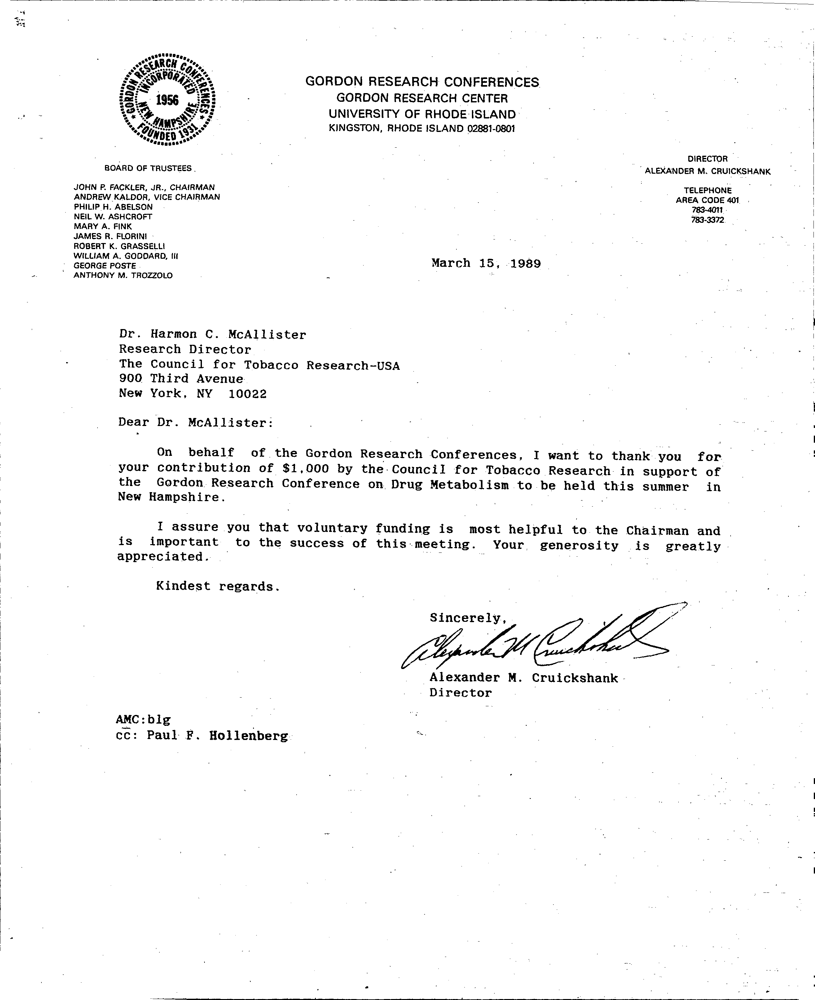 GORDON RESEARCH CONFERENCES
INCORPORATED
1956
NEW HAMPSHIRE
FOUNDED 1931
GORDON RESEARCH CONFERENCES
GORDON RESEARCH CENTER
UNIVERSITY OF RHODE ISLAND
KINGSTON, RHODE ISLAND 02881-0801
BOARD OF TRUSTEES
JOHN P. FACKLER, JR., CHAIRMAN
ANDREW KALDOR, VICE CHAIRMAN
PHILIP H. ABELSON
NEIL W. ASHCROFT
MARY A. FINK
JAMES R. FLORINI
ROBERT K. GRASSELLI
WILLIAM A. GODDARD, III
GEORGE POSTE
ANTHONY M. TROZZOLO
DIRECTOR
ALEXANDER M. CRUICKSHANK
TELEPHONE
AREA CODE 401
783-4011
783-3372
March 15, 1989
Dr. Harmon C. McAllister
Research Director
The Council for Tobacco Research-USA
900 Third Avenue
New York, NY 10022
Dear Dr. McAllister:
On behalf of the Gordon Research Conferences, I want to thank you for
your contribution of $1,000 by the Council for Tobacco Research in support of
the Gordon Research Conference on Drug Metabolism to be held this summer in
New Hampshire.
I assure you that voluntary funding is most helpful to the Chairman and
is important to the success of this meeting. Your generosity is greatly
appreciated.
Kindest regards.
Sincerely,
Alexander M Cruickshank
Alexander M. Cruickshank
Director
AMC:blg
cc: Paul F. Hollenberg